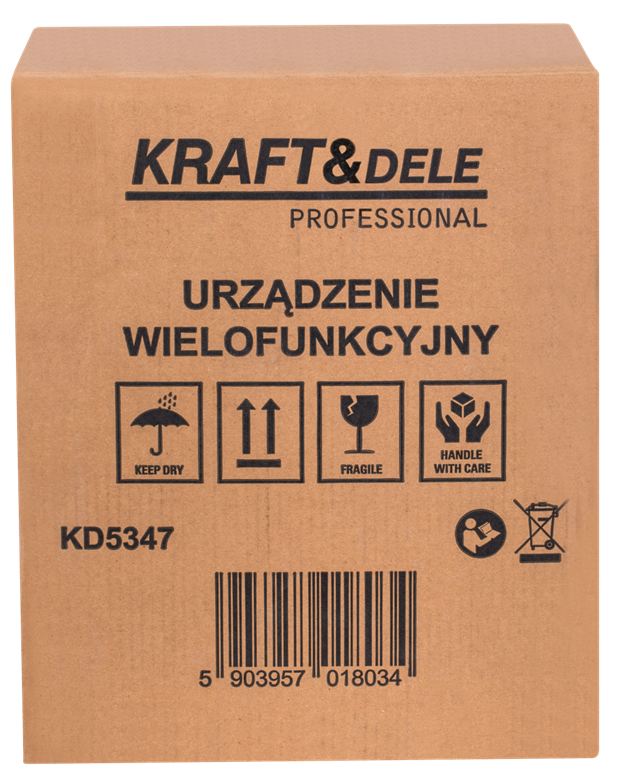 KRAFT&DELE
PROFESSIONAL
URZĄDZENIE
WIELOFUNKCYJNY
KEEP DRY
FRAGILE
HANDLE
WITH CARE
KD5347
5 903957 018034